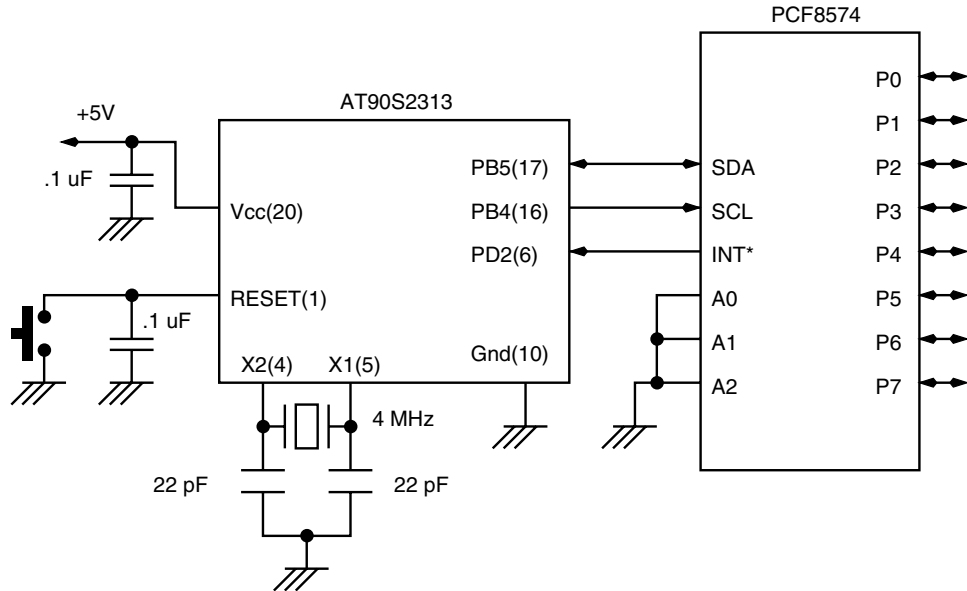 PCF8574
AT90S2313
+5V
.1 uF
Vcc(20)
RESET(1)
.1 uF
X2(4)
X1(5)
PB5(17)
PB4(16)
PD2(6)
Gnd(10)
4 MHz
22 pF
22 pF
SDA
SCL
INT*
A0
A1
A2
P0
P1
P2
P3
P4
P5
P6
P7